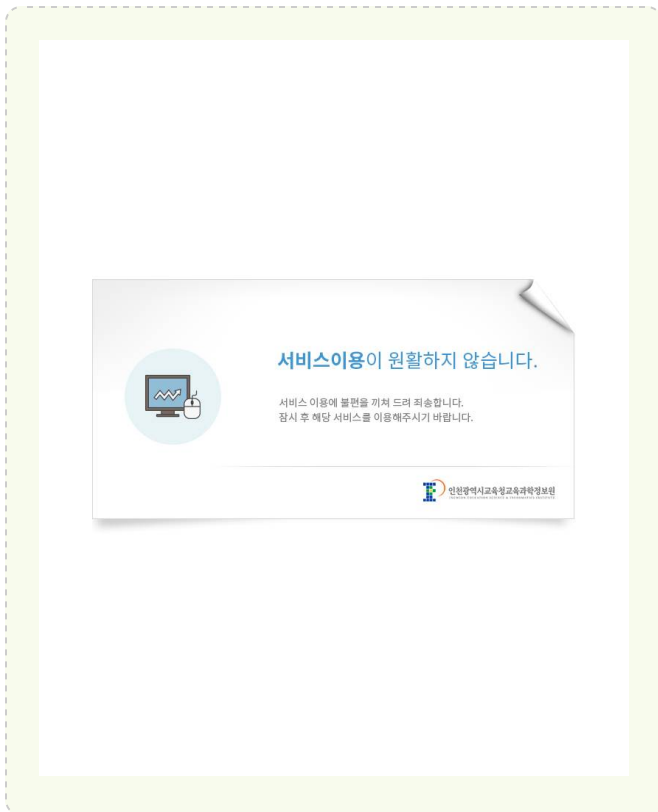 서비스이용이 원활하지 않습니다.
서비스 이용에 불편을 끼쳐 드려 죄송합니다.
잠시 후 해당 서비스를 이용해주시기 바랍니다.
인천광역시교육청교육과학정보원